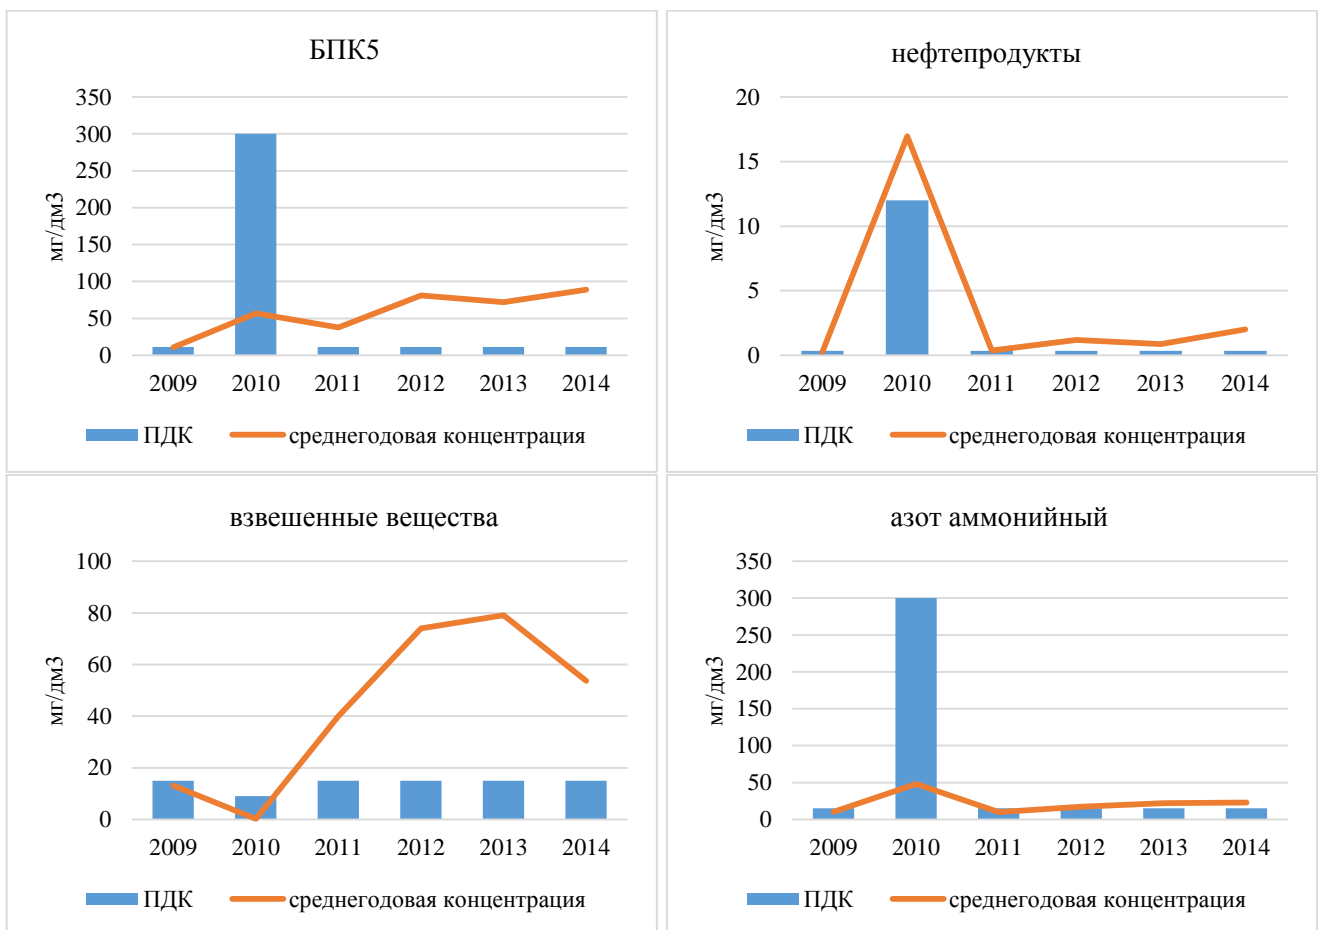 БПК5
350
300
250
200
150
100
50
0
мг/дм3
2009 2010 2011 2012 2013 2014
ПДК среднегодовая концентрация
нефтепродукты
20
15
10
5
0
мг/дм3
2009 2010 2011 2012 2013 2014
ПДК среднегодовая концентрация
взвешенные вещества
100
80
60
40
20
0
мг/дм3
2009 2010 2011 2012 2013 2014
ПДК среднегодовая концентрация
азот аммонийный
350
300
250
200
150
100
50
0
мг/дм3
2009 2010 2011 2012 2013 2014
ПДК среднегодовая концентрация